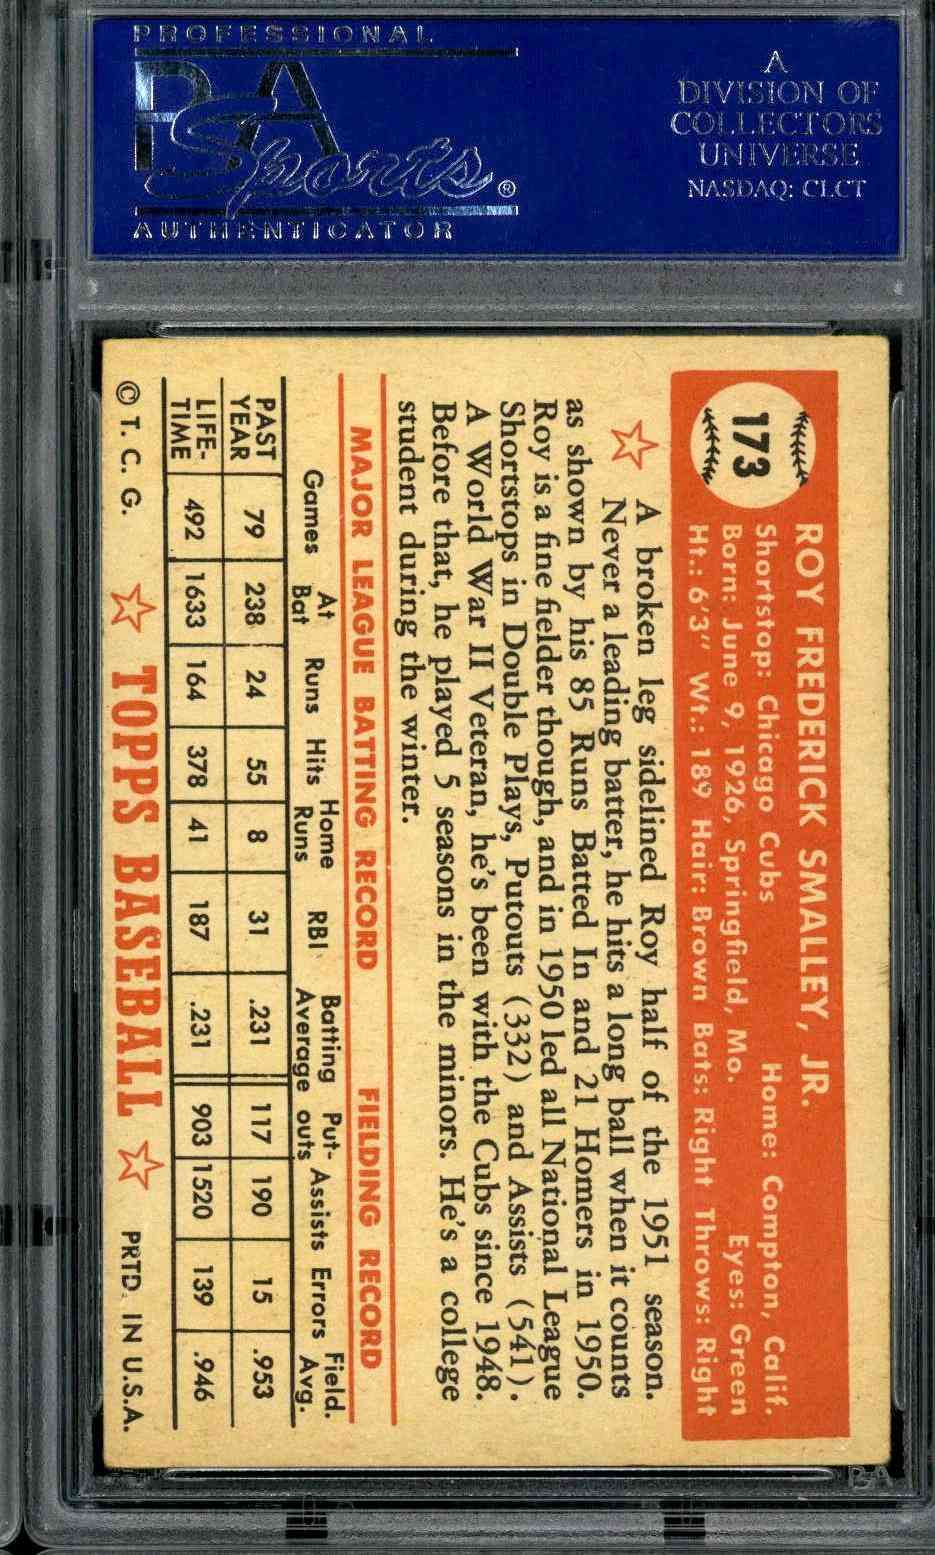 PROFESSIONAL
PSA
Sports®
AUTHENTICATOR
A
DIVISION OF
COLLECTORS
UNIVERSE
NASDAQ: CLCT
173
ROY FREDERICK SMALLEY, JR.
Shortstop: Chicago Cubs Home: Compton, Calif.
Born: June 9, 1926, Springfield, Mo. Eyes: Green
Ht.: 6'3" Wt.: 189 Hair: Brown Bats: Right Throws: Right
A broken leg sidelined Roy half of the 1951 season.
Never a leading batter, he hits a long ball when it counts
as shown by his 85 Runs Batted In and 21 Homers in 1950.
Roy is a fine fielder though, and in 1950 led all National League
Shortstops in Double Plays, Putouts (332) and Assists (541).
A World War II Veteran, he's been with the Cubs since 1948.
Before that, he played 5 seasons in the minors. He's a college
student during the winter.
MAJOR LEAGUE BATTING RECORD FIELDING RECORD
Games At Bat Runs Hits Home Runs RBI Batting Average Put-outs Assists Errors Field. Avg.
PAST YEAR 79 238 24 55 8 31 .231 117 190 15 .953
LIFE-TIME 492 1633 164 378 41 187 .231 903 1520 139 .946
© T. C. G. TOPPS BASEBALL PRTD. IN U.S.A.
PSA